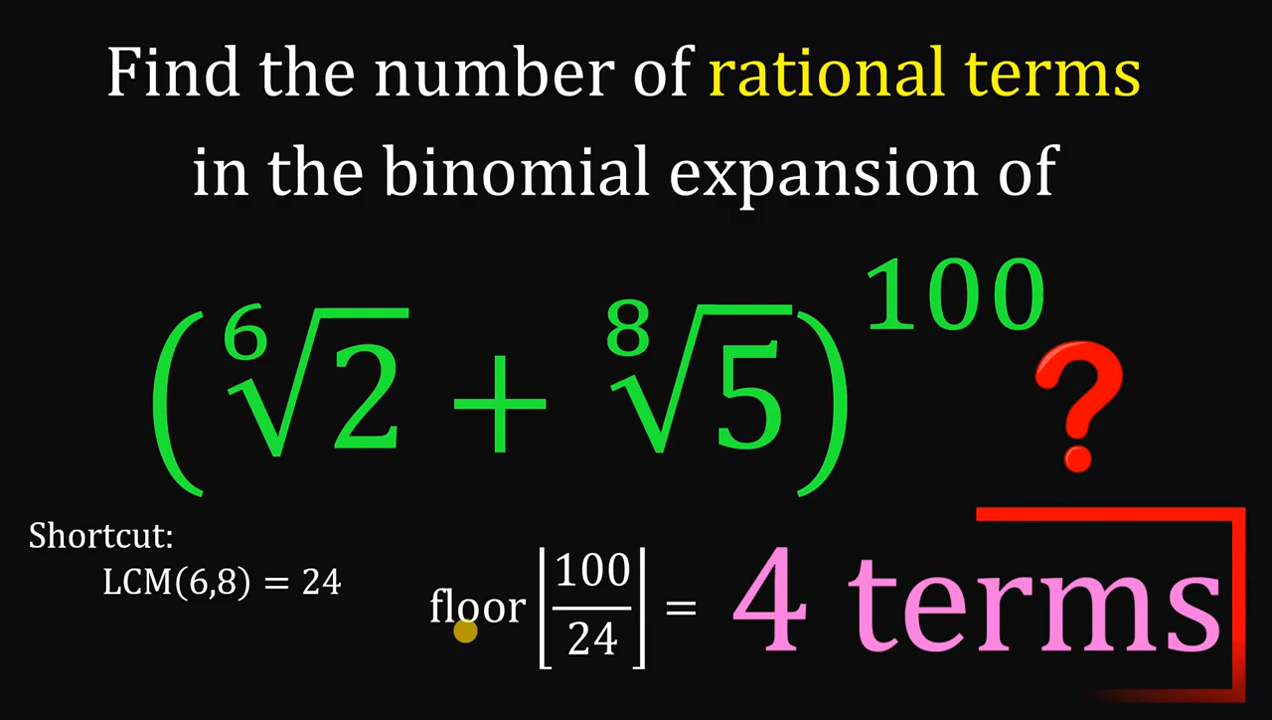 Find the number of rational terms
in the binomial expansion of
(⁶√2 + ⁸√5)¹⁰⁰ ?
Shortcut:
LCM(6,8) = 24
floor ⌊100/24⌋ = 4 terms